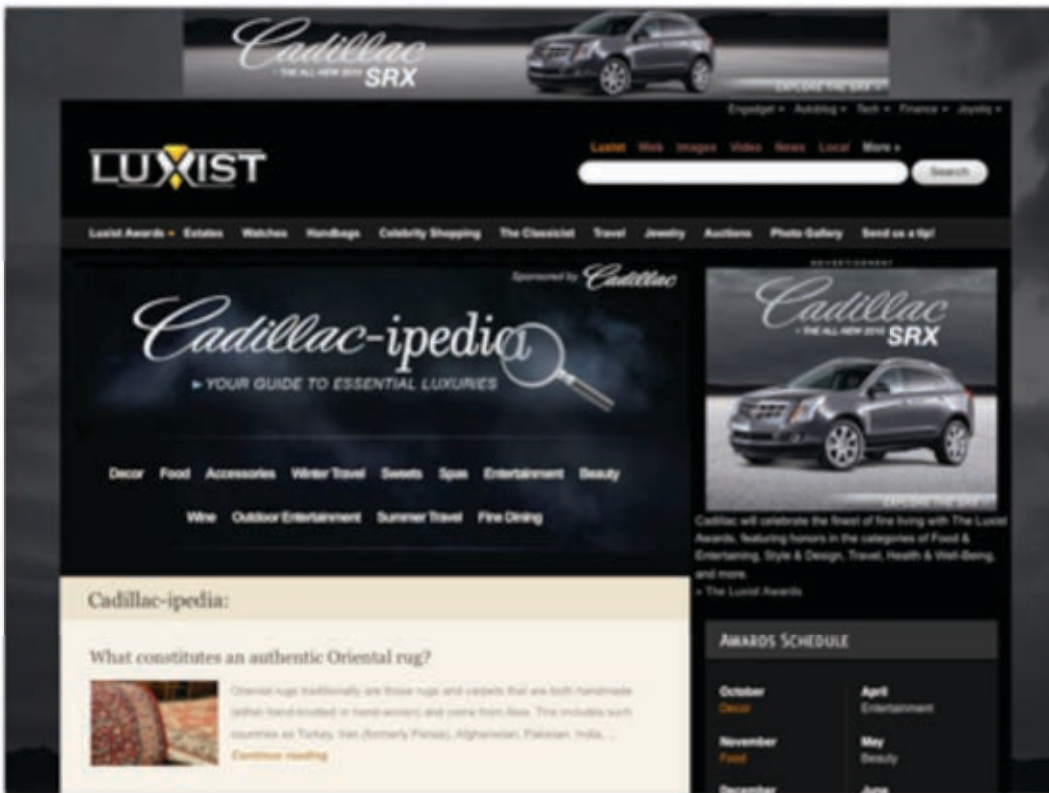 Cadillac
THE ALL NEW 2010
SRX
EXPLORE THE SRX
Engadget Autoblog Tech Finance Joystiq
LUXIST
Luxist Web Images Video News Local More »
Search
Luxist Awards Estates Watches Handbags Celebrity Shopping The Classicist Travel Jewelry Auctions Photo Gallery Send us a tip!
Sponsored by Cadillac
Cadillac-ipedia
YOUR GUIDE TO ESSENTIAL LUXURIES
Decor Food Accessories Winter Travel Sweets Spas Entertainment Beauty
Wine Outdoor Entertainment Summer Travel Fine Dining
ADVERTISEMENT
Cadillac
THE ALL NEW 2010
SRX
EXPLORE THE SRX
Cadillac will celebrate the finest of fine living with The Luxist
Awards, featuring honors in the categories of Food &
Entertaining, Style & Design, Travel, Health & Well-Being,
and more.
» The Luxist Awards
Cadillac-ipedia:
What constitutes an authentic Oriental rug?
Oriental rugs traditionally are those rugs and carpets that are both handmade
(either hand-knotted or hand-woven) and come from Asia. This includes such
countries as Turkey, Iran (formerly Persia), Afghanistan, Pakistan, India, ...
Continue reading
AWARDS SCHEDULE
October
Decor
November
Food
December
April
Entertainment
May
Beauty
June